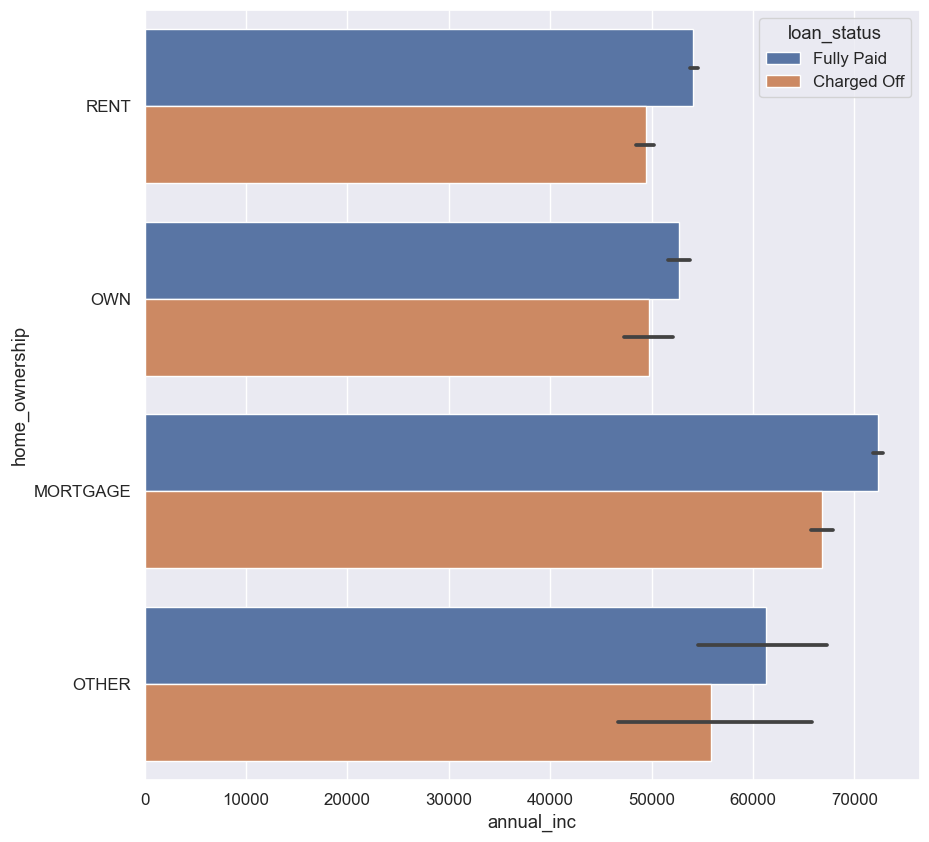 loan_status
Fully Paid
Charged Off
RENT
OWN
MORTGAGE
OTHER
home_ownership
0 10000 20000 30000 40000 50000 60000 70000
annual_inc